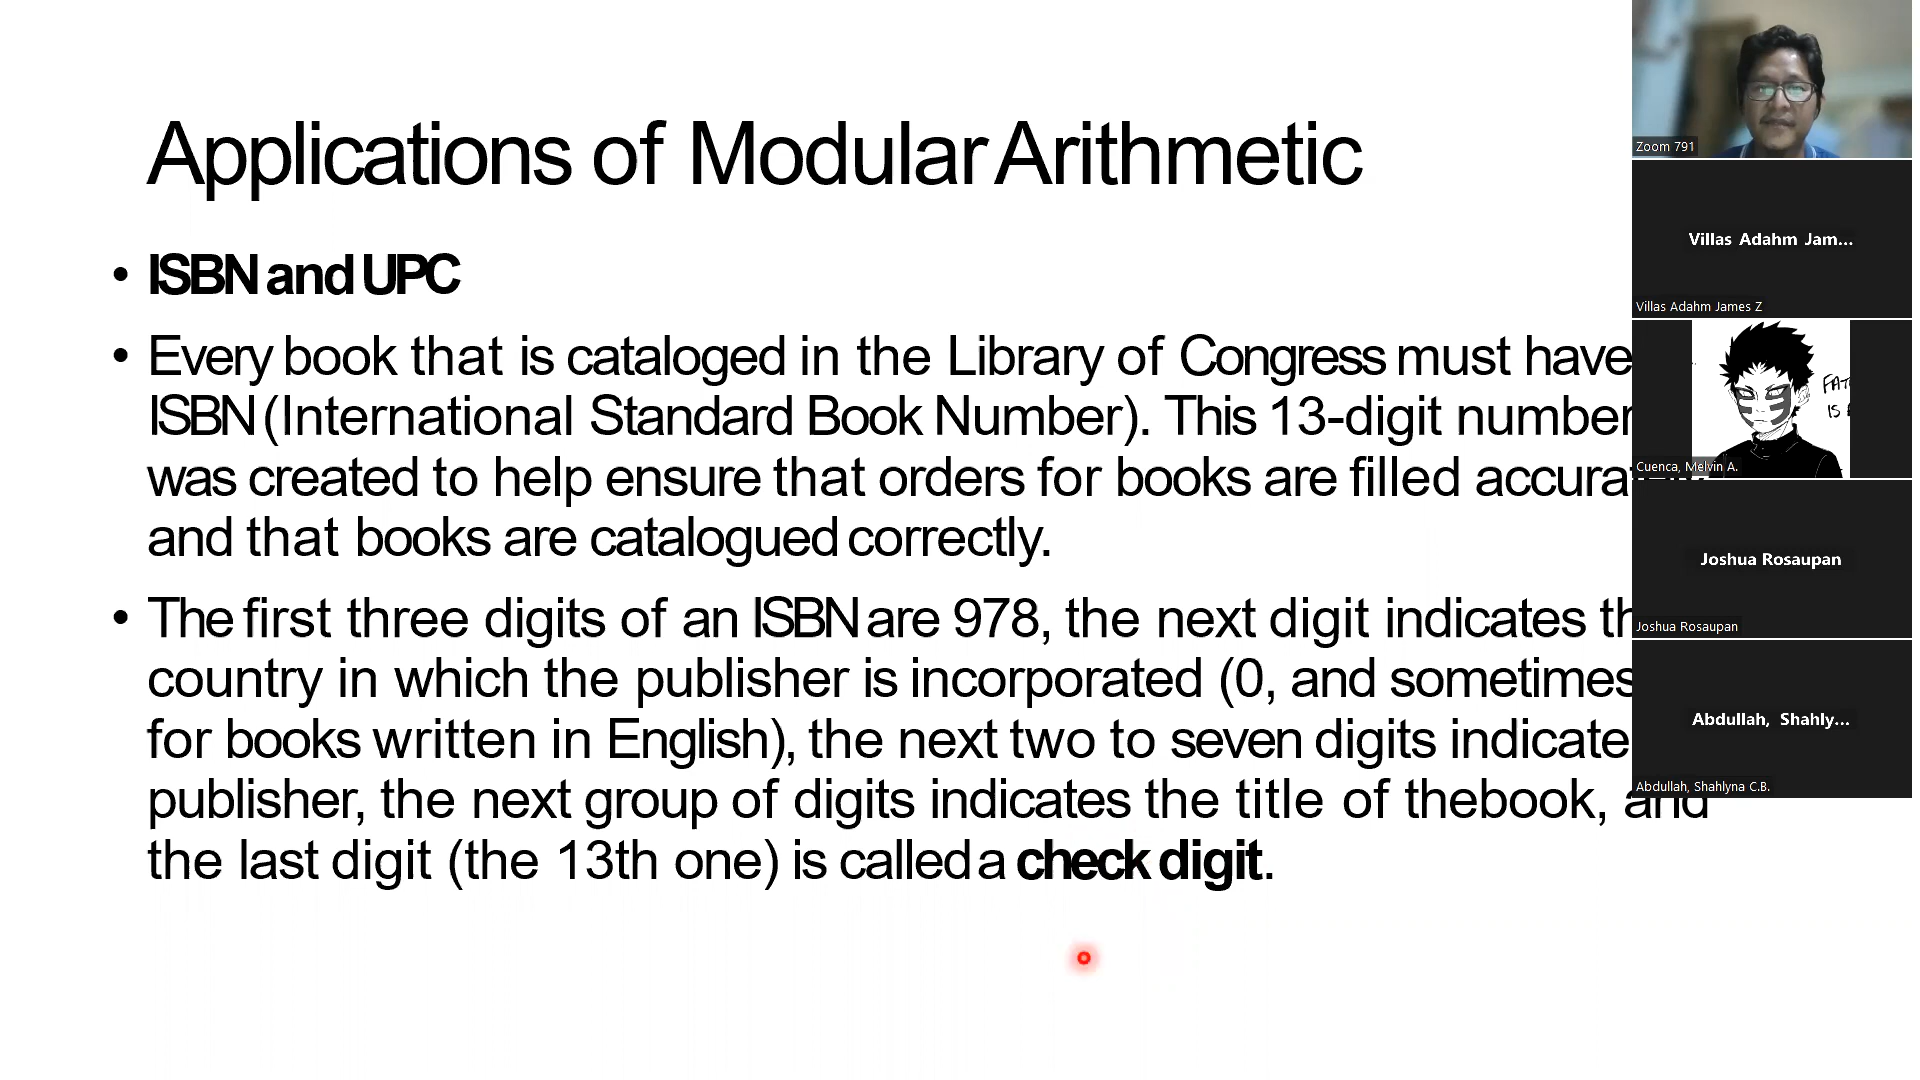 Applications of Modular Arithmetic
• ISBN and UPC
• Every book that is cataloged in the Library of Congress must have
ISBN (International Standard Book Number). This 13-digit number
was created to help ensure that orders for books are filled
and that books are catalogued correctly.
• The first three digits of an ISBN are 978, the next digit indicates
country in which the publisher is incorporated (0, and sometimes
for books written in English), the next two to seven digits indicate
publisher, the next group of digits indicates the title of thebook, and
the last digit (the 13th one) is called a check digit.
Zoom 791
Villas Adahm Jam...
Villas Adahm James Z
IS
Cuenca, Melvin A.
Joshua Rosaupan
Joshua Rosaupan
Abdullah, Shahly...
Abdullah, Shahlyna C.B.